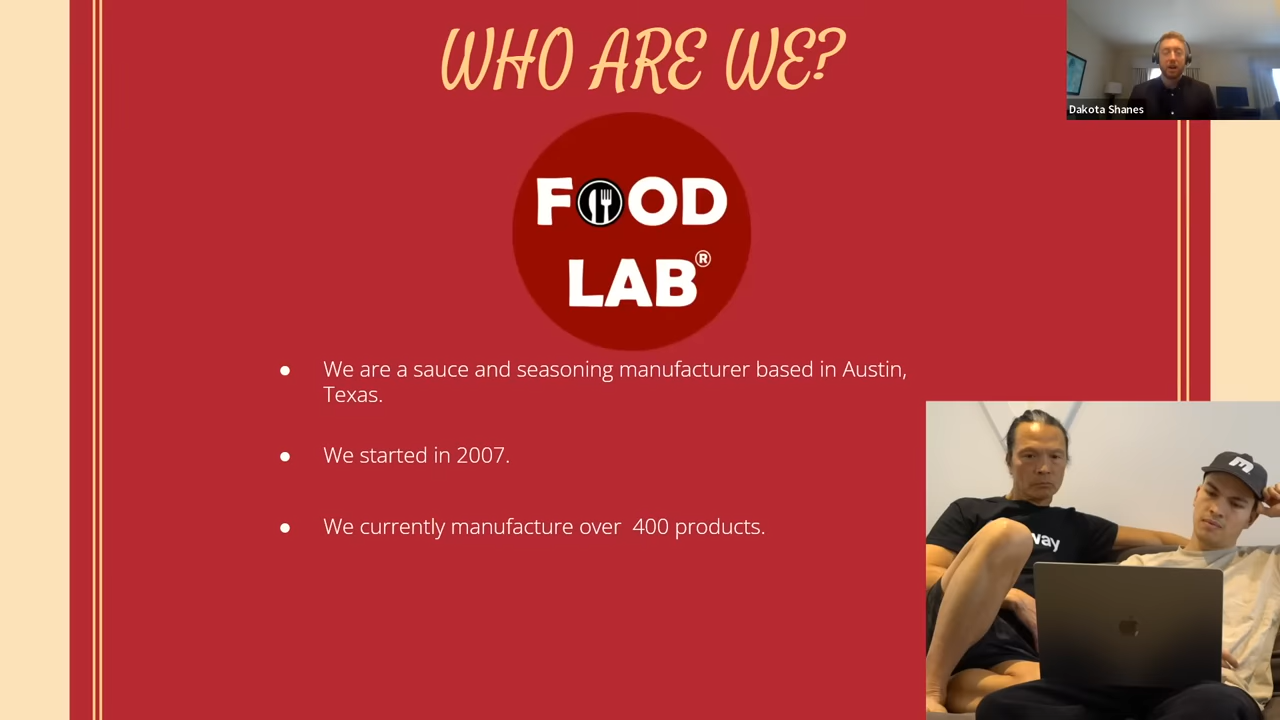 WHO ARE WE?
Dakota Shanes
FOOD
LAB®
● We are a sauce and seasoning manufacturer based in Austin,
Texas.
● We started in 2007.
● We currently manufacture over 400 products.
way